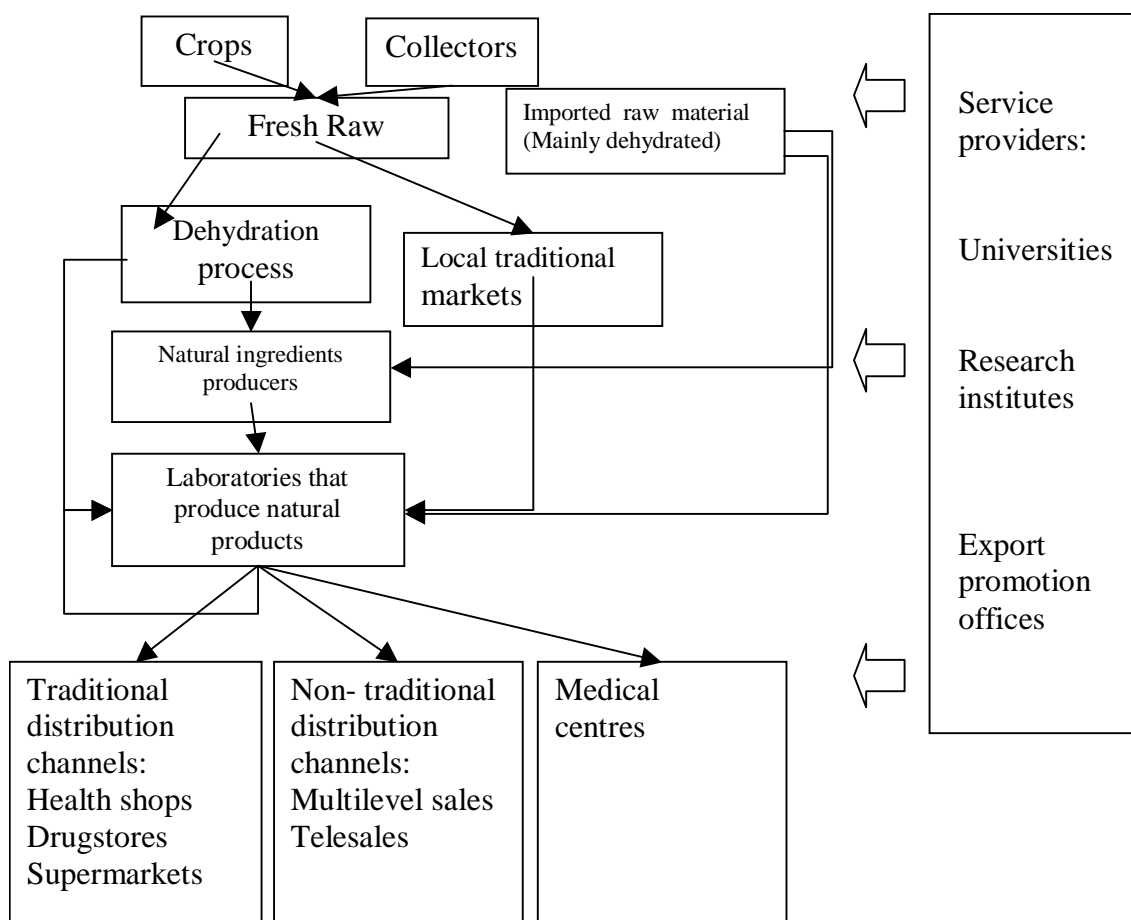 Crops
Collectors
Fresh Raw
Imported raw material
(Mainly dehydrated)
Dehydration
process
Local traditional
markets
Natural ingredients
producers
Laboratories that
produce natural
products
Traditional
distribution
channels:
Health shops
Drugstores
Supermarkets
Non- traditional
distribution
channels:
Multilevel sales
Telesales
Medical
centres
Service
providers:
Universities
Research
institutes
Export
promotion
offices